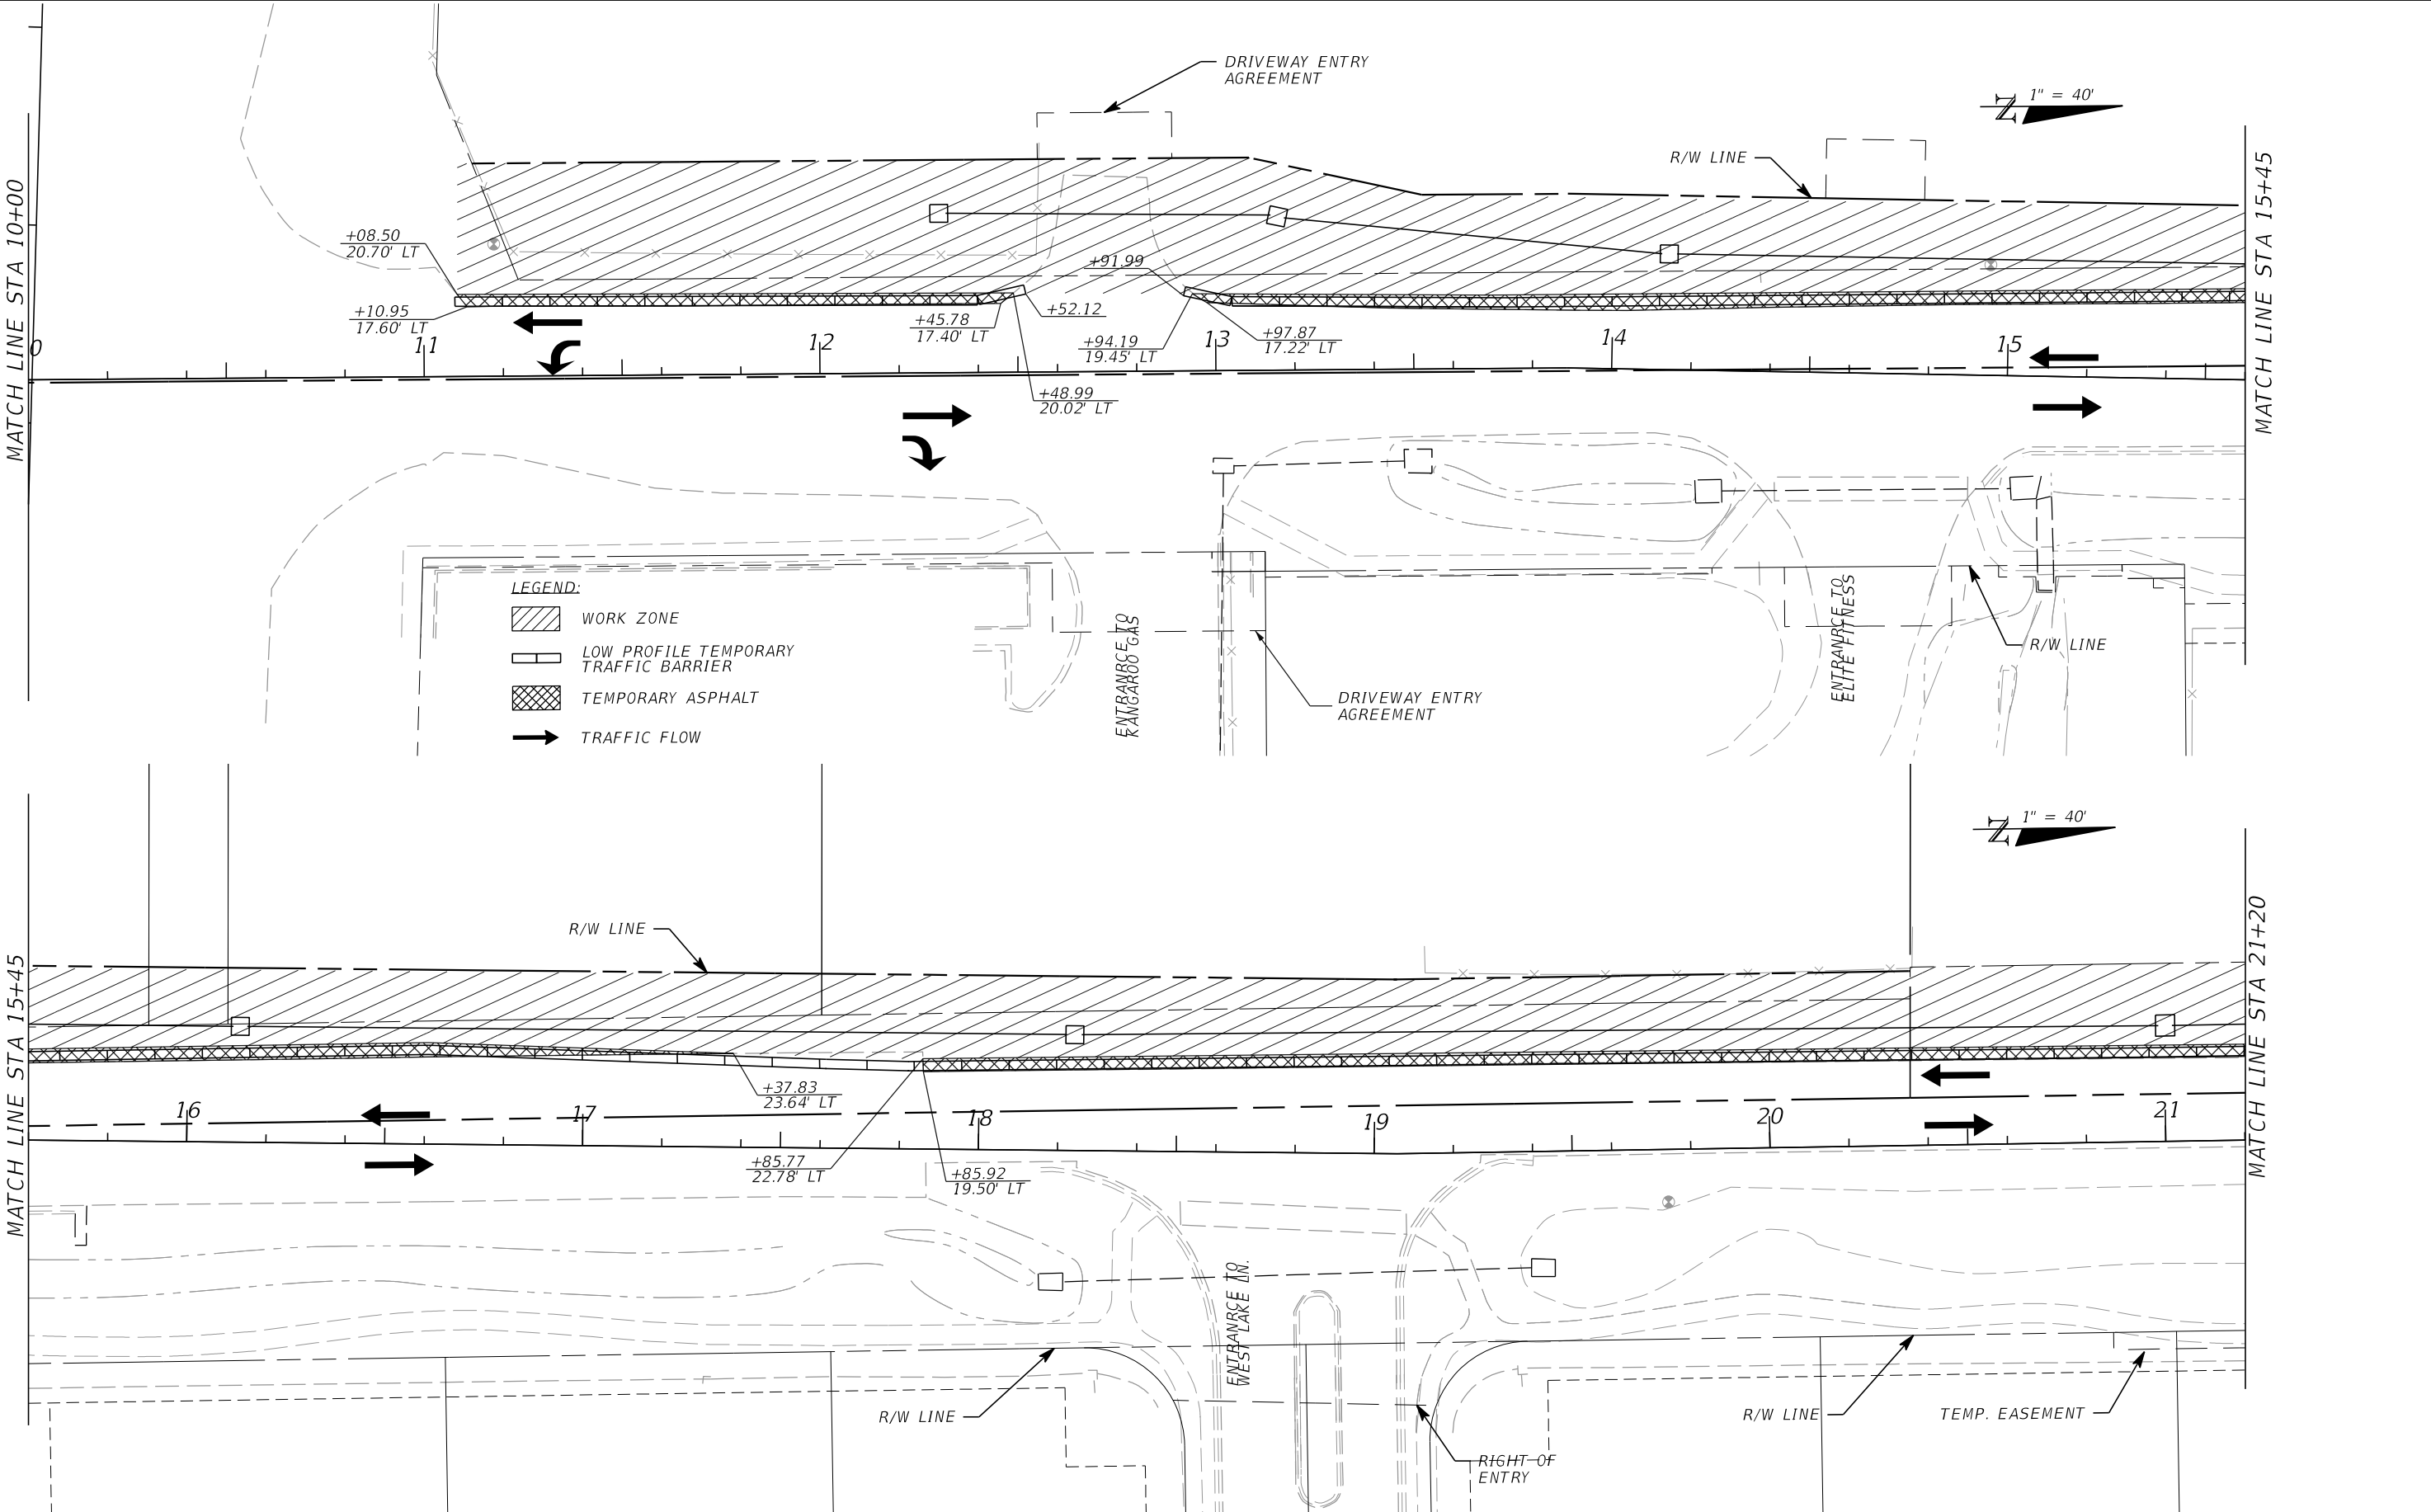 DRIVEWAY ENTRY
AGREEMENT
1" = 40'
N
R/W LINE
MATCH LINE STA 10+00
MATCH LINE STA 15+45
+08.50
20.70' LT
+91.99
+10.95
17.60' LT
+45.78
17.40' LT
+52.12
+94.19
19.45' LT
+97.87
17.22' LT
0
11
12
13
14
15
+48.99
20.02' LT
LEGEND:
WORK ZONE
LOW PROFILE TEMPORARY
TRAFFIC BARRIER
TEMPORARY ASPHALT
TRAFFIC FLOW
ENTRANRCE TO
KANGAROO GAS
DRIVEWAY ENTRY
AGREEMENT
ENTRANRCE TO
ELITE FITNESS
R/W LINE
1" = 40'
N
R/W LINE
MATCH LINE STA 15+45
MATCH LINE STA 21+20
+37.83
23.64' LT
16
17
18
19
20
21
+85.77
22.78' LT
+85.92
19.50' LT
ENTRANRCE TO
WEST LAKE LN.
R/W LINE
R/W LINE
TEMP. EASEMENT
RIGHT OF
ENTRY